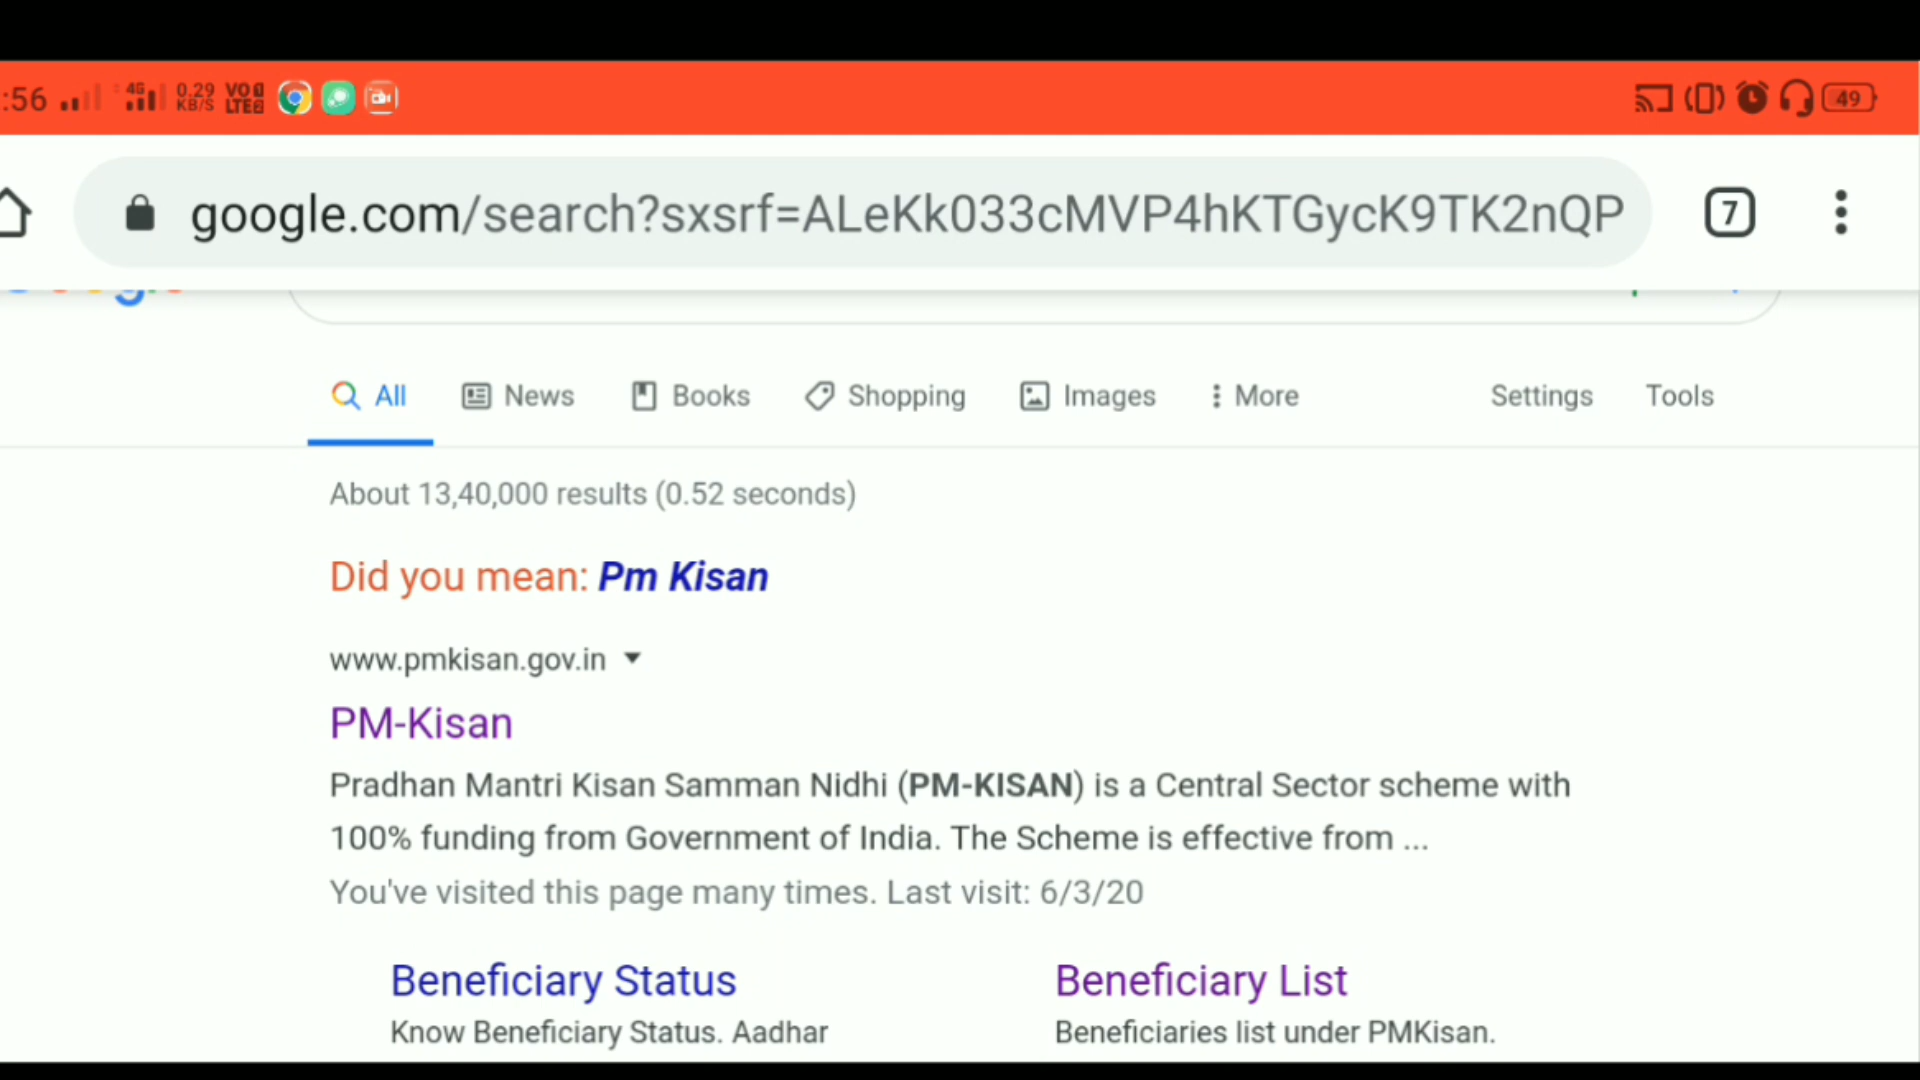 :56 4G 0.29 KB/S VO LTE 49
google.com/search?sxsrf=ALeKk033cMVP4hKTGycK9TK2nQP 7
All News Books Shopping Images More Settings Tools
About 13,40,000 results (0.52 seconds)
Did you mean: Pm Kisan
www.pmkisan.gov.in
PM-Kisan
Pradhan Mantri Kisan Samman Nidhi (PM-KISAN) is a Central Sector scheme with
100% funding from Government of India. The Scheme is effective from ...
You've visited this page many times. Last visit: 6/3/20
Beneficiary Status Beneficiary List
Know Beneficiary Status. Aadhar Beneficiaries list under PMKisan.